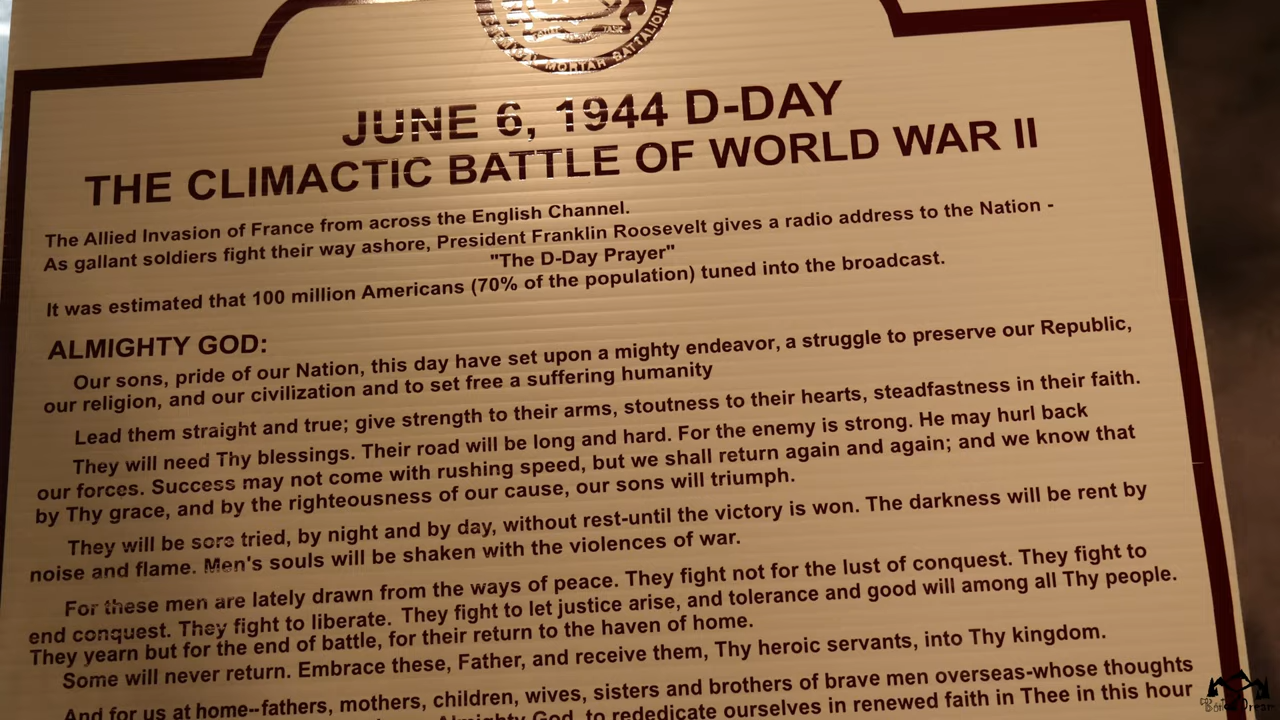 CHEMICAL MORTAR BATTALION
JUNE 6, 1944 D-DAY
THE CLIMACTIC BATTLE OF WORLD WAR II
The Allied Invasion of France from across the English Channel.
As gallant soldiers fight their way ashore, President Franklin Roosevelt gives a radio address to the Nation -
"The D-Day Prayer"
It was estimated that 100 million Americans (70% of the population) tuned into the broadcast.
ALMIGHTY GOD:
Our sons, pride of our Nation, this day have set upon a mighty endeavor, a struggle to preserve our Republic,
our religion, and our civilization and to set free a suffering humanity
Lead them straight and true; give strength to their arms, stoutness to their hearts, steadfastness in their faith.
They will need Thy blessings. Their road will be long and hard. For the enemy is strong. He may hurl back
our forces. Success may not come with rushing speed, but we shall return again and again; and we know that
by Thy grace, and by the righteousness of our cause, our sons will triumph.
They will be sore tried, by night and by day, without rest-until the victory is won. The darkness will be rent by
noise and flame. Men's souls will be shaken with the violences of war.
For these men are lately drawn from the ways of peace. They fight not for the lust of conquest. They fight to
end conquest. They fight to liberate. They fight to let justice arise, and tolerance and good will among all Thy people.
They yearn but for the end of battle, for their return to the haven of home.
Some will never return. Embrace these, Father, and receive them, Thy heroic servants, into Thy kingdom.
And for us at home--fathers, mothers, children, wives, sisters and brothers of brave men overseas-whose thoughts
Almighty God, to rededicate ourselves in renewed faith in Thee in this hour